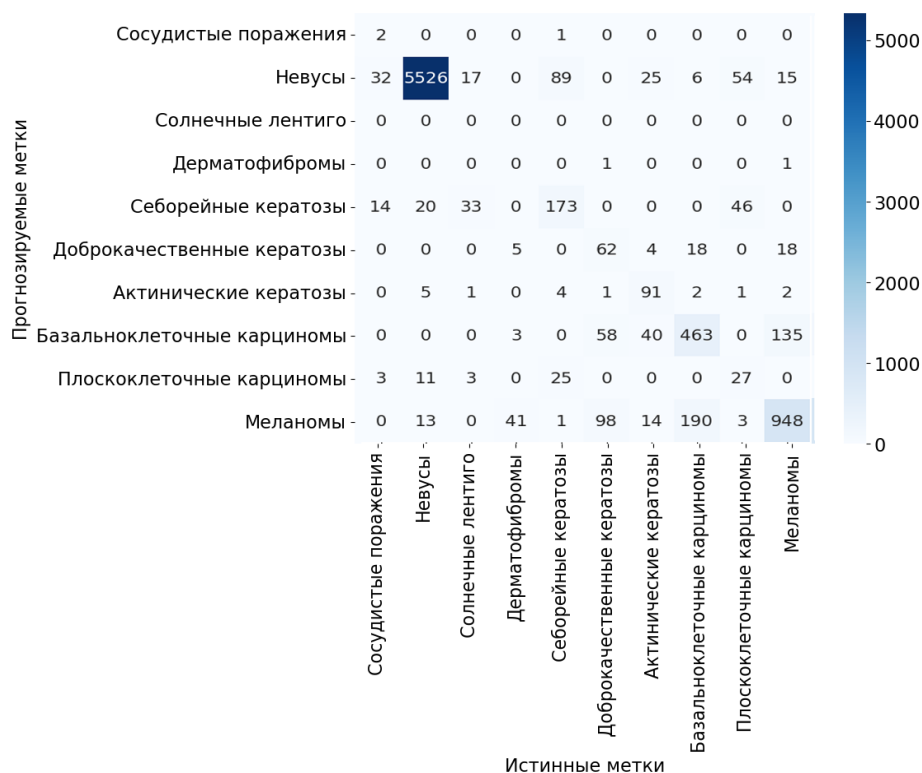 Прогнозируемые метки
Сосудистые поражения 2 0 0 0 1 0 0 0 0 0
Невусы 32 5526 17 0 89 0 25 6 54 15
Солнечные лентиго 0 0 0 0 0 0 0 0 0 0
Дерматофибромы 0 0 0 0 0 1 0 0 0 1
Себорейные кератозы 14 20 33 0 173 0 0 0 46 0
Доброкачественные кератозы 0 0 0 5 0 62 4 18 0 18
Актинические кератозы 0 5 1 0 4 1 91 2 1 2
Базальноклеточные карциномы 0 0 0 3 0 58 40 463 0 135
Плоскоклеточные карциномы 3 11 3 0 25 0 0 0 27 0
Меланомы 0 13 0 41 1 98 14 190 3 948
Сосудистые поражения
Невусы
Солнечные лентиго
Дерматофибромы
Себорейные кератозы
Доброкачественные кератозы
Актинические кератозы
Базальноклеточные карциномы
Плоскоклеточные карциномы
Меланомы
Истинные метки
5000
4000
3000
2000
1000
0